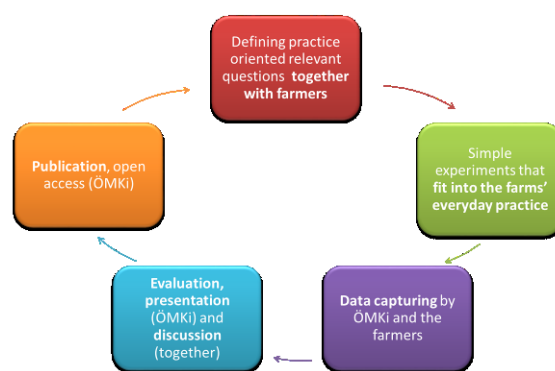 Defining practice
oriented relevant
questions together
with farmers
Simple
experiments that
fit into the farms'
everyday practice
Data capturing by
ÖMKi and the
farmers
Evaluation,
presentation
(ÖMKi) and
discussion
(together)
Publication, open
access (ÖMKi)